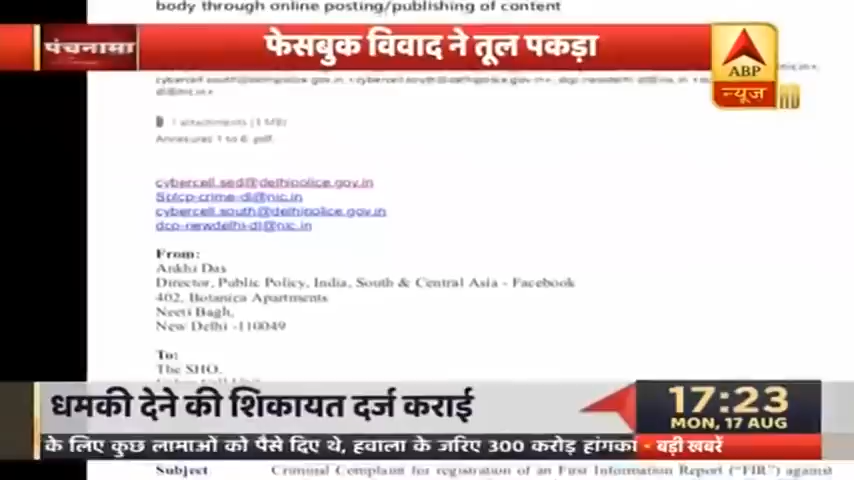 body through online posting/publishing of content
पंचनामा
फेसबुक विवाद ने तूल पकड़ा
ABP
न्यूज़
HD
1 attachments (3 MB)
Annexures 1 to 6.pdf
cybercell.sed@delhipolice.gov.in
Splcp-crime-dl@nic.in
cybercell.south@delhipolice.gov.in
dcp-newdelhi-dl@nic.in
From:
Ankhi Das
Director, Public Policy, India, South & Central Asia - Facebook
402, Botanica Apartments
Neeti Bagh,
New Delhi -110049
To:
The SHO,
धमकी देने की शिकायत दर्ज कराई
17:23
MON, 17 AUG
के लिए कुछ लामाओं को पैसे दिए थे, हवाला के जरिए 300 करोड़ हांगका • बड़ी खबरें
Subject Criminal Complaint for registration of an First Information Report ("FIR") against